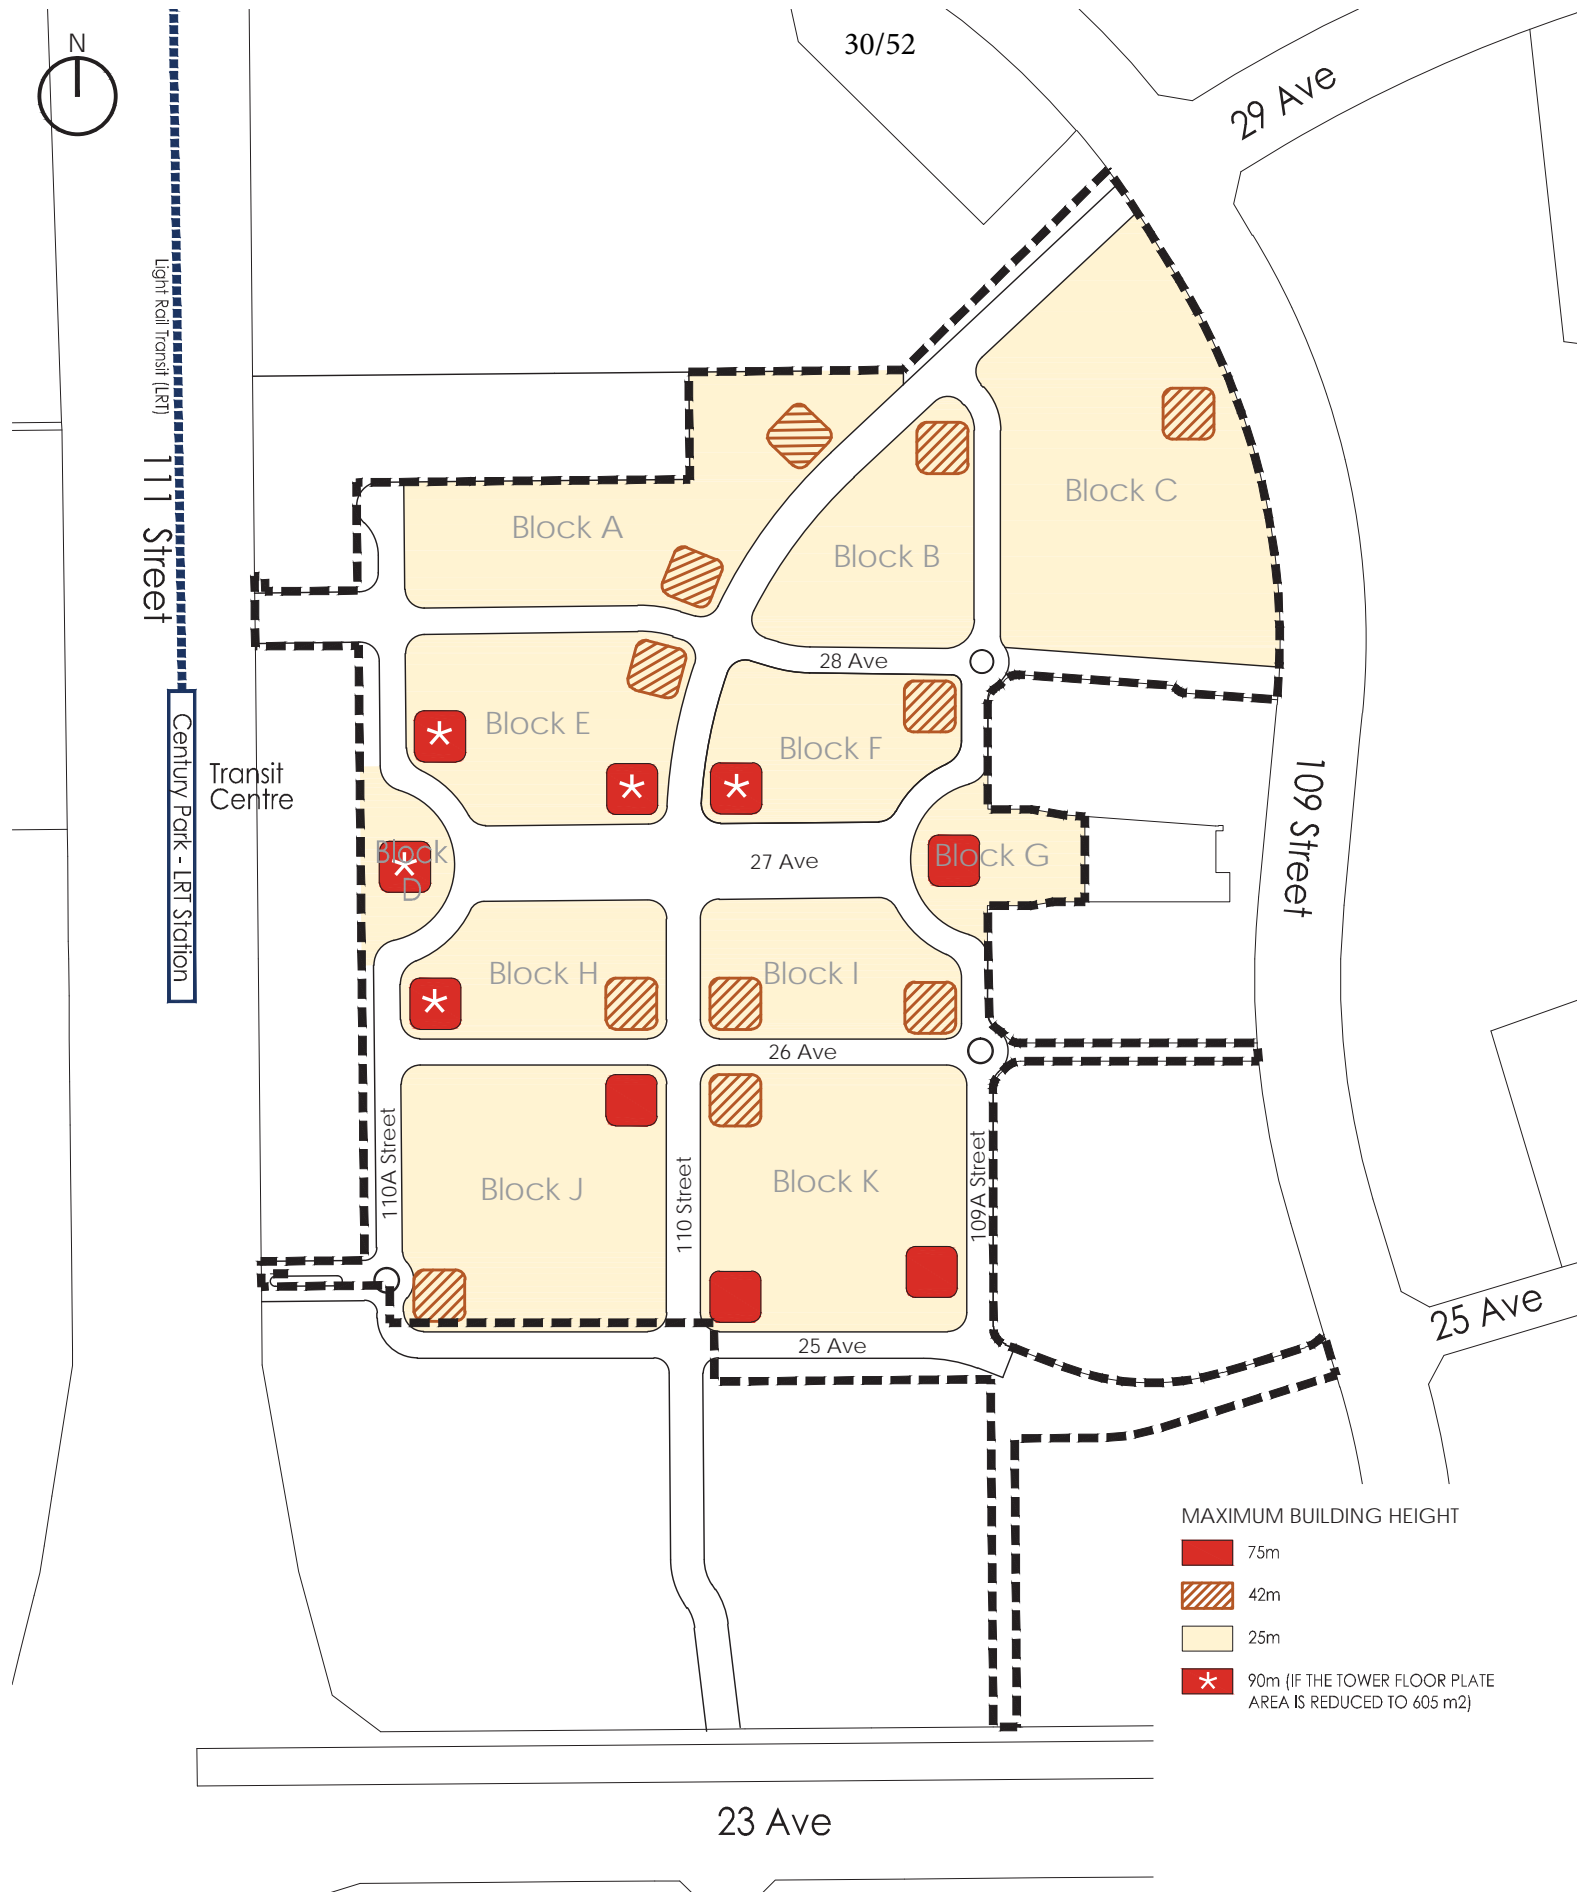 N
30/52
29 Ave
Light Rail Transit (LRT)
111 Street
Block A
Block B
Block C
28 Ave
Century Park - LRT Station
Transit
Centre
Block E
Block F
109 Street
Block
D
*
*
*
*
27 Ave
Block G
Block H
*
Block I
26 Ave
110A Street
Block J
110 Street
Block K
109A Street
25 Ave
25 Ave
MAXIMUM BUILDING HEIGHT
75m
42m
25m
* 90m (IF THE TOWER FLOOR PLATE
AREA IS REDUCED TO 605 m2)
23 Ave